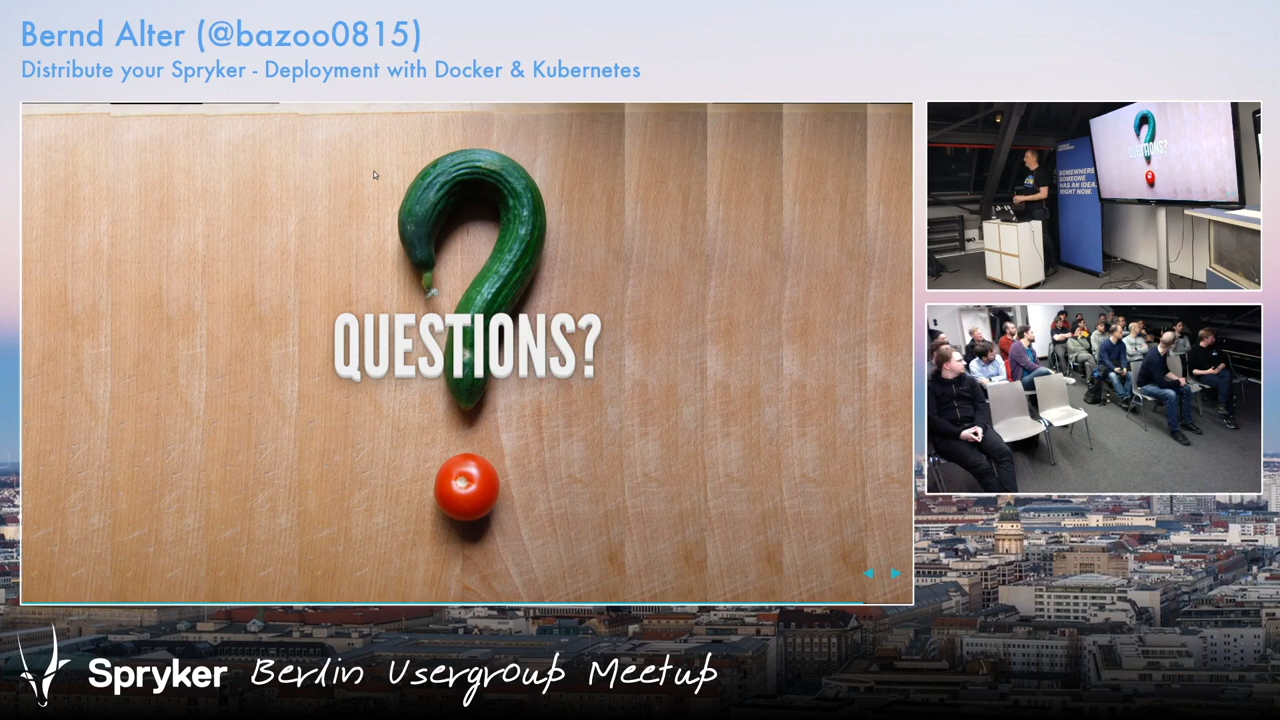 Bernd Alter (@bazoo0815)
Distribute your Spryker - Deployment with Docker & Kubernetes
QUESTIONS?
QUESTIONS?
SOMEWHERE
SOMEONE
HAS AN IDEA.
RIGHT NOW.
Spryker Berlin Usergroup Meetup